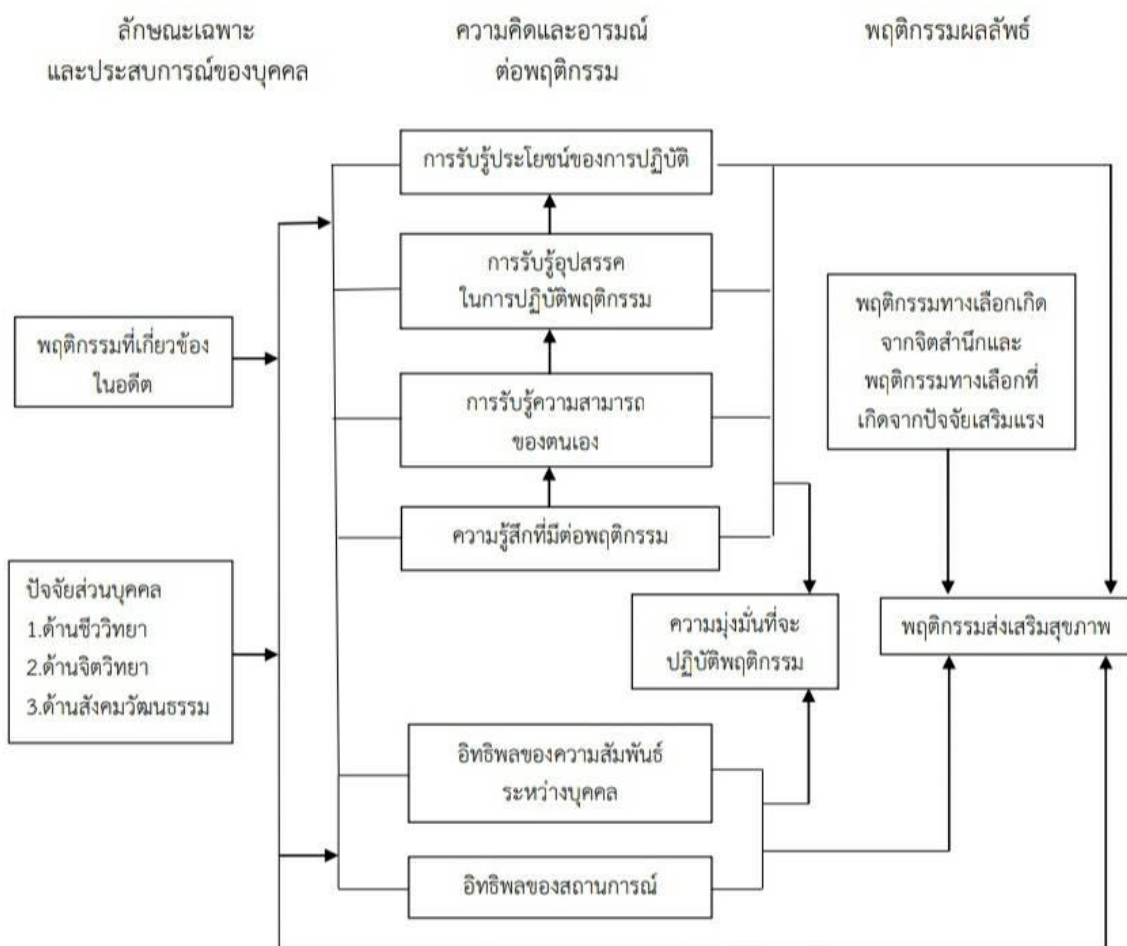 ลักษณะเฉพาะ
และประสบการณ์ของบุคคล
ความคิดและอารมณ์
ต่อพฤติกรรม
พฤติกรรมผลลัพธ์
พฤติกรรมที่เกี่ยวข้อง
ในอดีต
ปัจจัยส่วนบุคคล
1.ด้านชีววิทยา
2.ด้านจิตวิทยา
3.ด้านสังคมวัฒนธรรม
การรับรู้ประโยชน์ของการปฏิบัติ
การรับรู้อุปสรรค
ในการปฏิบัติพฤติกรรม
การรับรู้ความสามารถ
ของตนเอง
ความรู้สึกที่มีต่อพฤติกรรม
อิทธิพลของความสัมพันธ์
ระหว่างบุคคล
อิทธิพลของสถานการณ์
ความมุ่งมั่นที่จะ
ปฏิบัติพฤติกรรม
พฤติกรรมทางเลือกเกิด
จากจิตสำนึกและ
พฤติกรรมทางเลือกที่
เกิดจากปัจจัยเสริมแรง
พฤติกรรมส่งเสริมสุขภาพ